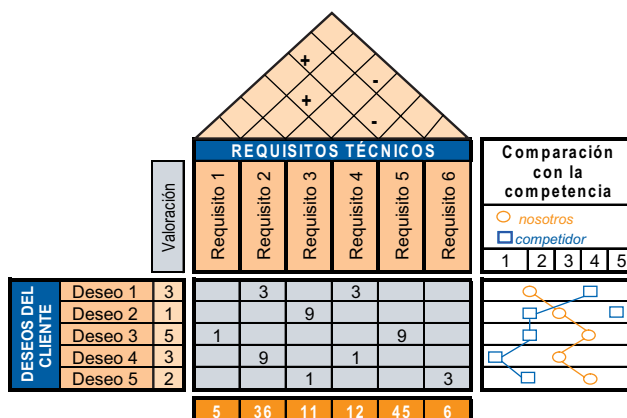 +
-
+
-
REQUISITOS TÉCNICOS
Valoración
Requisito 1
Requisito 2
Requisito 3
Requisito 4
Requisito 5
Requisito 6
Comparación
con la
competencia
nosotros
competidor
1 2 3 4 5
DESEOS DEL
CLIENTE
Deseo 1 3 3 3
Deseo 2 1 9
Deseo 3 5 1 9
Deseo 4 3 9 1
Deseo 5 2 1 3
5 36 11 12 45 6